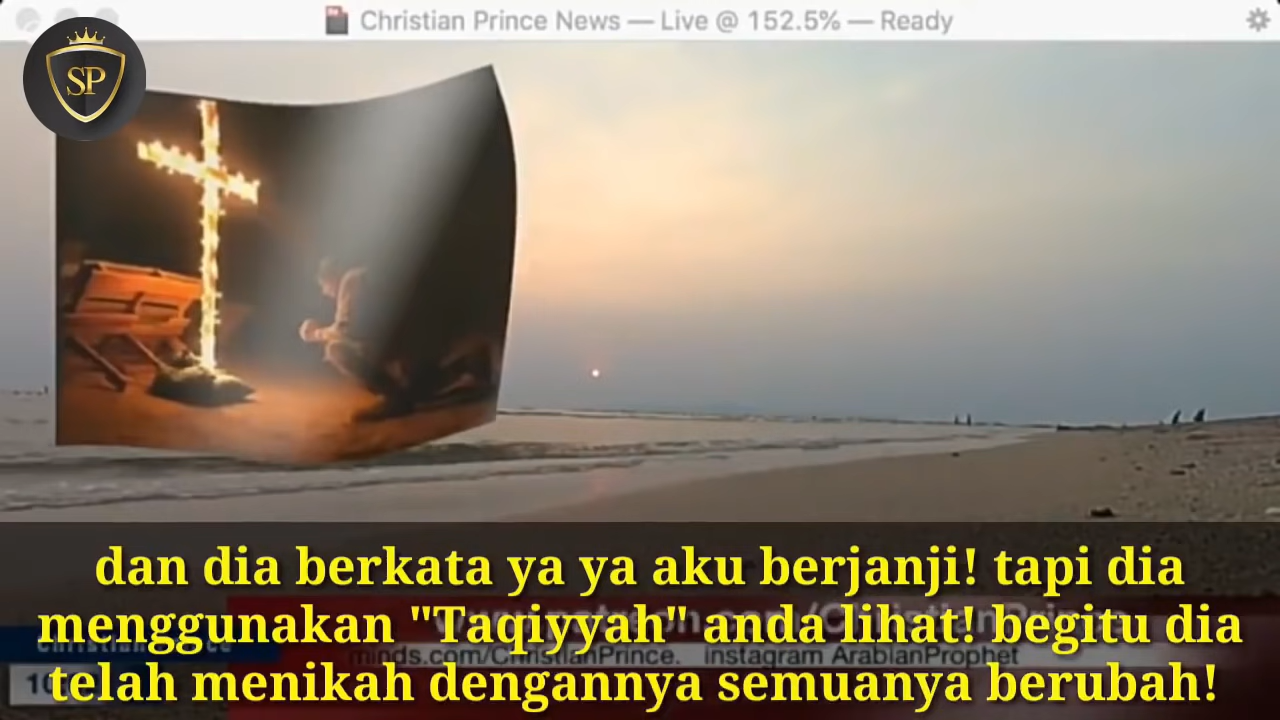 Christian Prince News — Live @ 152.5% — Ready
SP
dan dia berkata ya ya aku berjanji! tapi dia
menggunakan "Taqiyyah" anda lihat! begitu dia
minds.com/ChristianPrince. instagram ArabianProphet
telah menikah dengannya semuanya berubah!